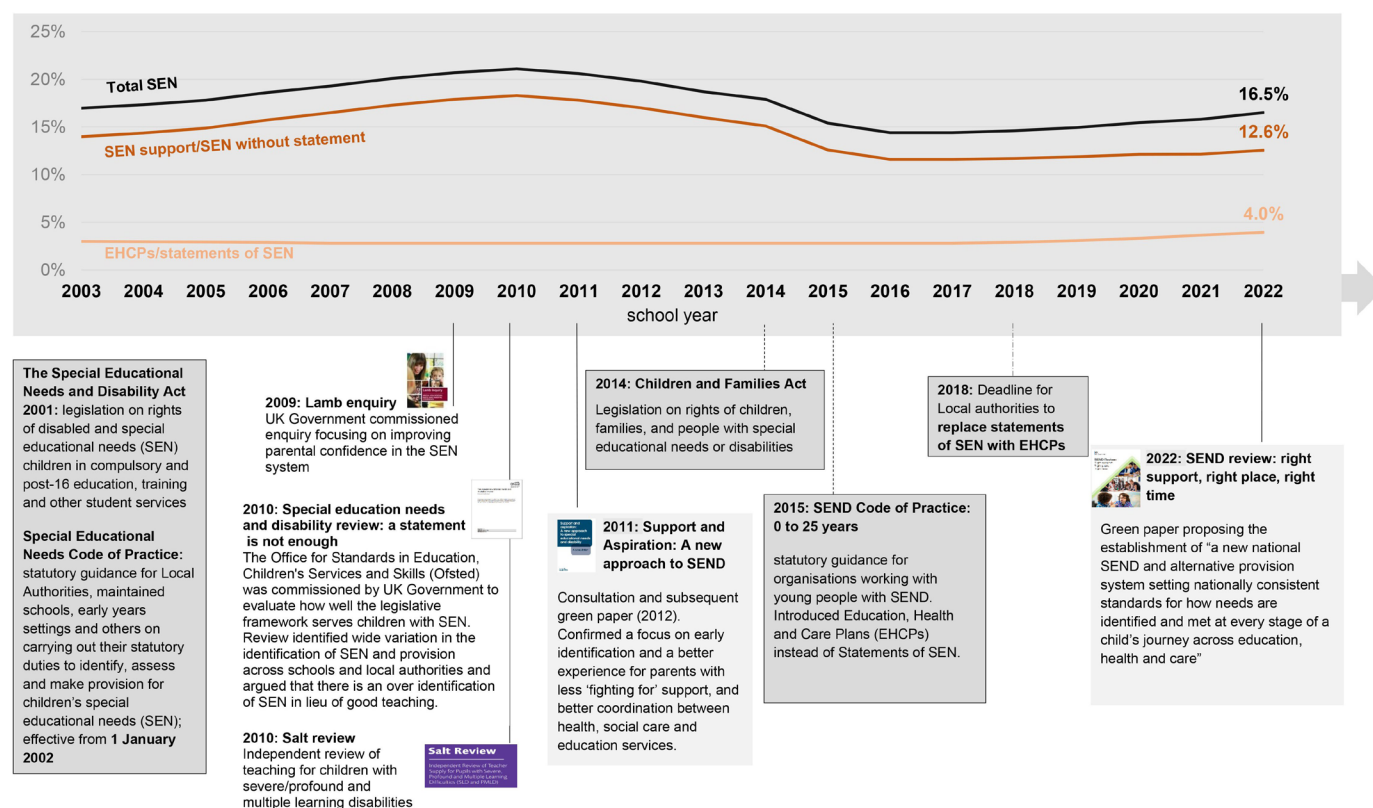 25%
20%
15%
10%
5%
0%
Total SEN
SEN support/SEN without statement
EHCPs/statements of SEN
16.5%
12.6%
4.0%
2003 2004 2005 2006 2007 2008 2009 2010 2011 2012 2013 2014 2015 2016 2017 2018 2019 2020 2021 2022
school year
The Special Educational
Needs and Disability Act
2001: legislation on rights
of disabled and special
educational needs (SEN)
children in compulsory and
post-16 education, training
and other student services
Special Educational
Needs Code of Practice:
statutory guidance for Local
Authorities, maintained
schools, early years
settings and others on
carrying out their statutory
duties to identify, assess
and make provision for
children's special
educational needs (SEN);
effective from 1 January
2002
2009: Lamb enquiry
UK Government commissioned
enquiry focusing on improving
parental confidence in the SEN
system
2010: Special education needs
and disability review: a statement
is not enough
The Office for Standards in Education,
Children's Services and Skills (Ofsted)
was commissioned by UK Government to
evaluate how well the legislative
framework serves children with SEN.
Review identified wide variation in the
identification of SEN and provision
across schools and local authorities and
argued that there is an over identification
of SEN in lieu of good teaching.
2010: Salt review
Independent review of
teaching for children with
severe/profound and
multiple learning disabilities
Salt Review
Independent Review of Teacher
Supply for Pupils with Severe,
Profound and Multiple Learning
Difficulties (SLD and PMLD)
2011: Support and
Aspiration: A new
approach to SEND
Consultation and subsequent
green paper (2012).
Confirmed a focus on early
identification and a better
experience for parents with
less 'fighting for' support, and
better coordination between
health, social care and
education services.
2014: Children and Families Act
Legislation on rights of children,
families, and people with special
educational needs or disabilities
2015: SEND Code of Practice:
0 to 25 years
statutory guidance for
organisations working with
young people with SEND.
Introduced Education, Health
and Care Plans (EHCPs)
instead of Statements of SEN.
2018: Deadline for
Local authorities to
replace statements
of SEN with EHCPs
2022: SEND review: right
support, right place, right
time
Green paper proposing the
establishment of "a new national
SEND and alternative provision
system setting nationally consistent
standards for how needs are
identified and met at every stage of a
child's journey across education,
health and care"